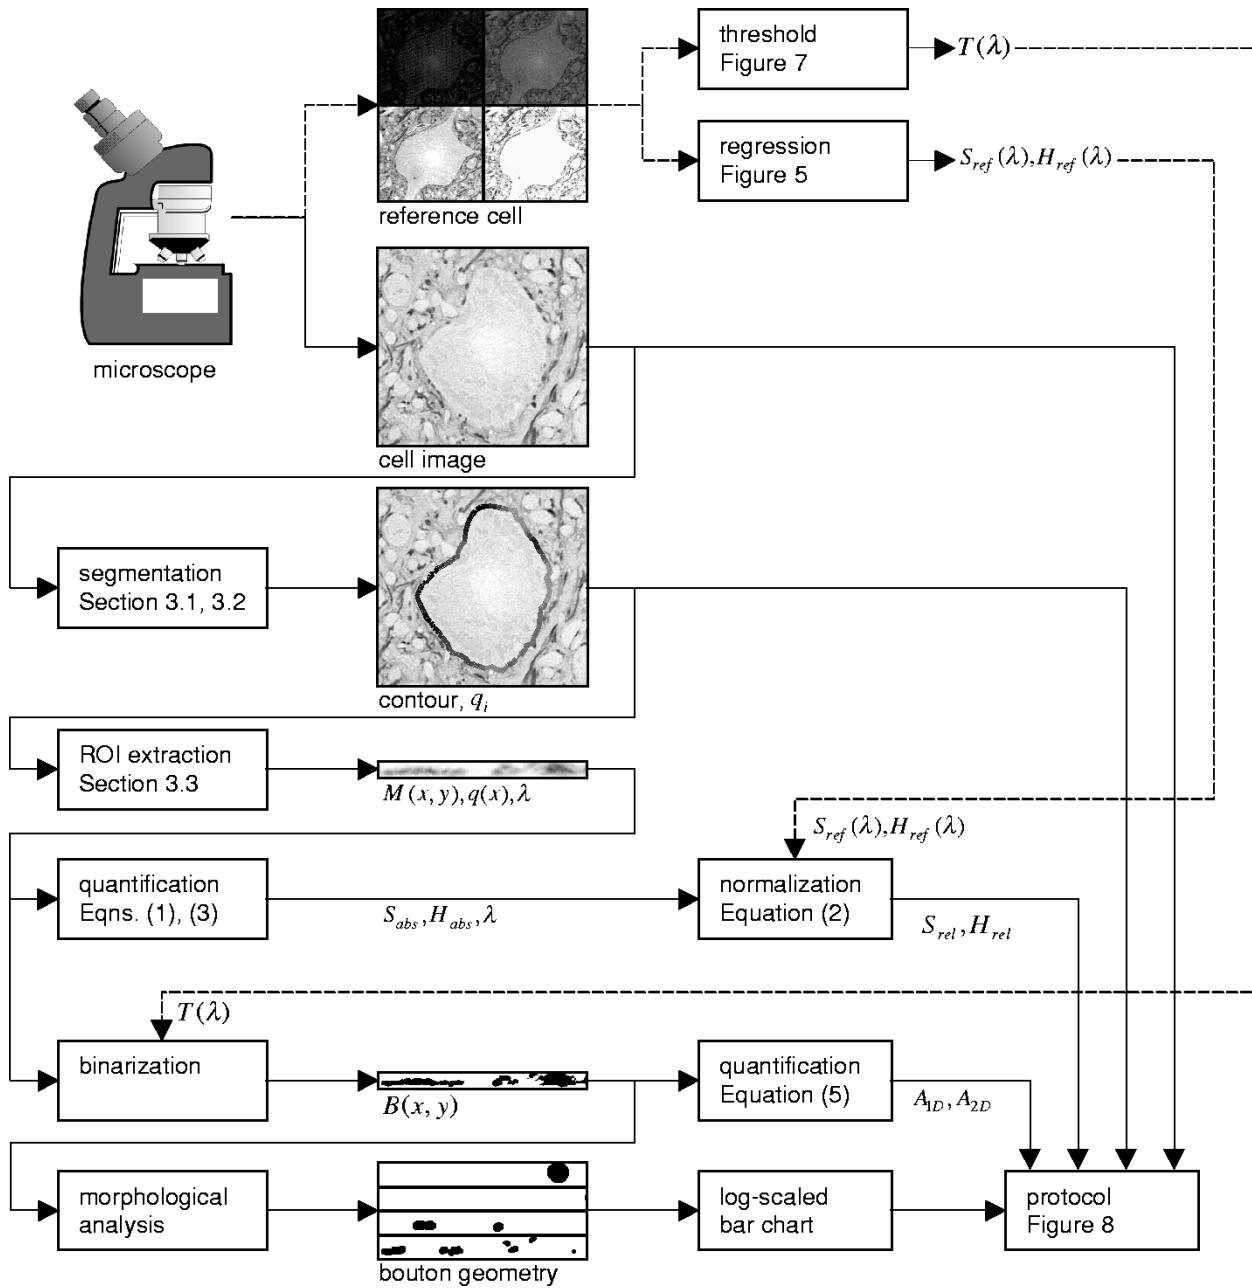 threshold
Figure 7
T(λ)
regression
Figure 5
S_ref(λ),H_ref(λ)
reference cell
microscope
cell image
segmentation
Section 3.1, 3.2
contour, q_i
ROI extraction
Section 3.3
M(x, y),q(x),λ
S_ref(λ),H_ref(λ)
quantification
Eqns. (1), (3)
S_abs,H_abs,λ
normalization
Equation (2)
S_rel,H_rel
T(λ)
binarization
B(x, y)
quantification
Equation (5)
A_1D,A_2D
morphological
analysis
bouton geometry
log-scaled
bar chart
protocol
Figure 8